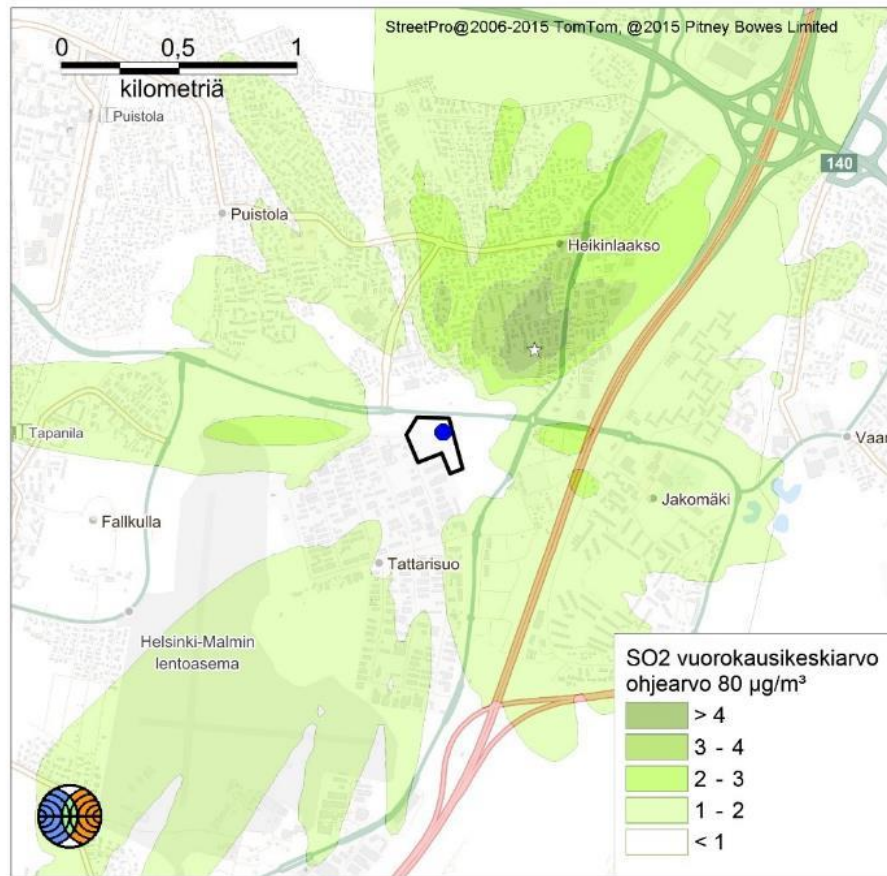 StreetPro@2006-2015 TomTom, @2015 Pitney Bowes Limited
0 0,5 1
kilometriä
Puistola
140
Puistola
Heikinlaakso
Tapanila
Vaar
Fallkulla
Jakomäki
Tattarisuo
Helsinki-Malmin
lentoasema
SO2 vuorokausikeskiarvo
ohjearvo 80 µg/m³
> 4
3 - 4
2 - 3
1 - 2
< 1